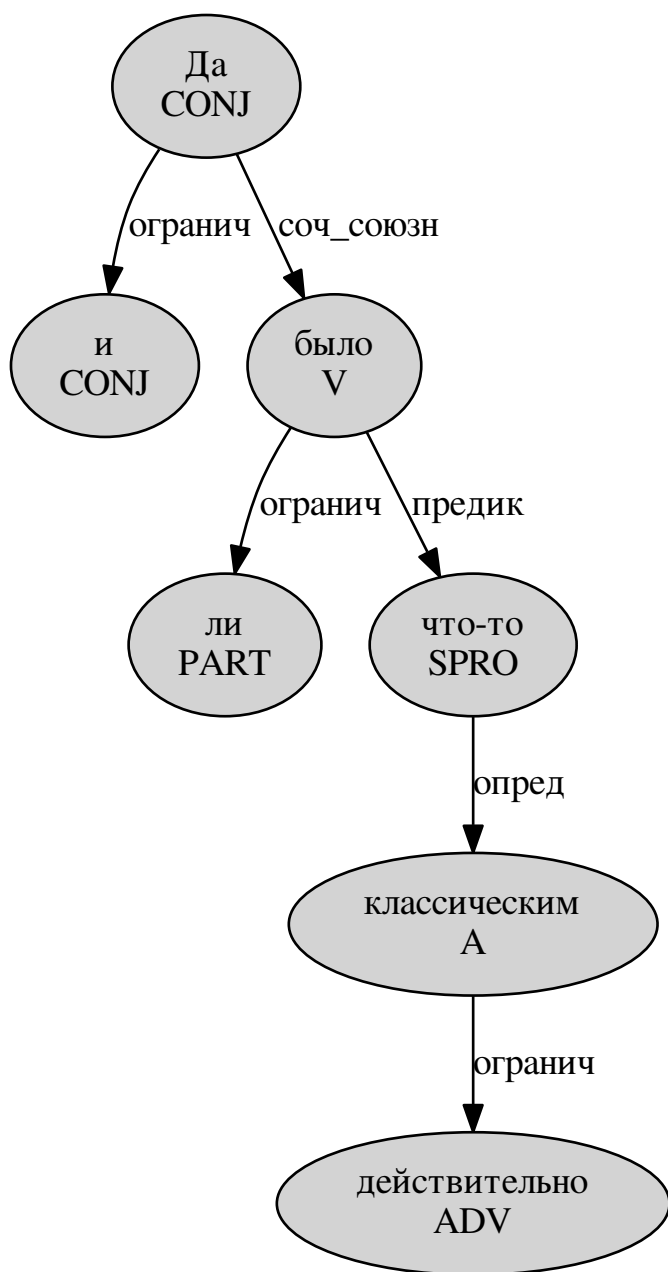 Да
CONJ
огранич
соч_союзн
и
CONJ
было
V
огранич
предик
ли
PART
что-то
SPRO
опред
классическим
A
огранич
действительно
ADV